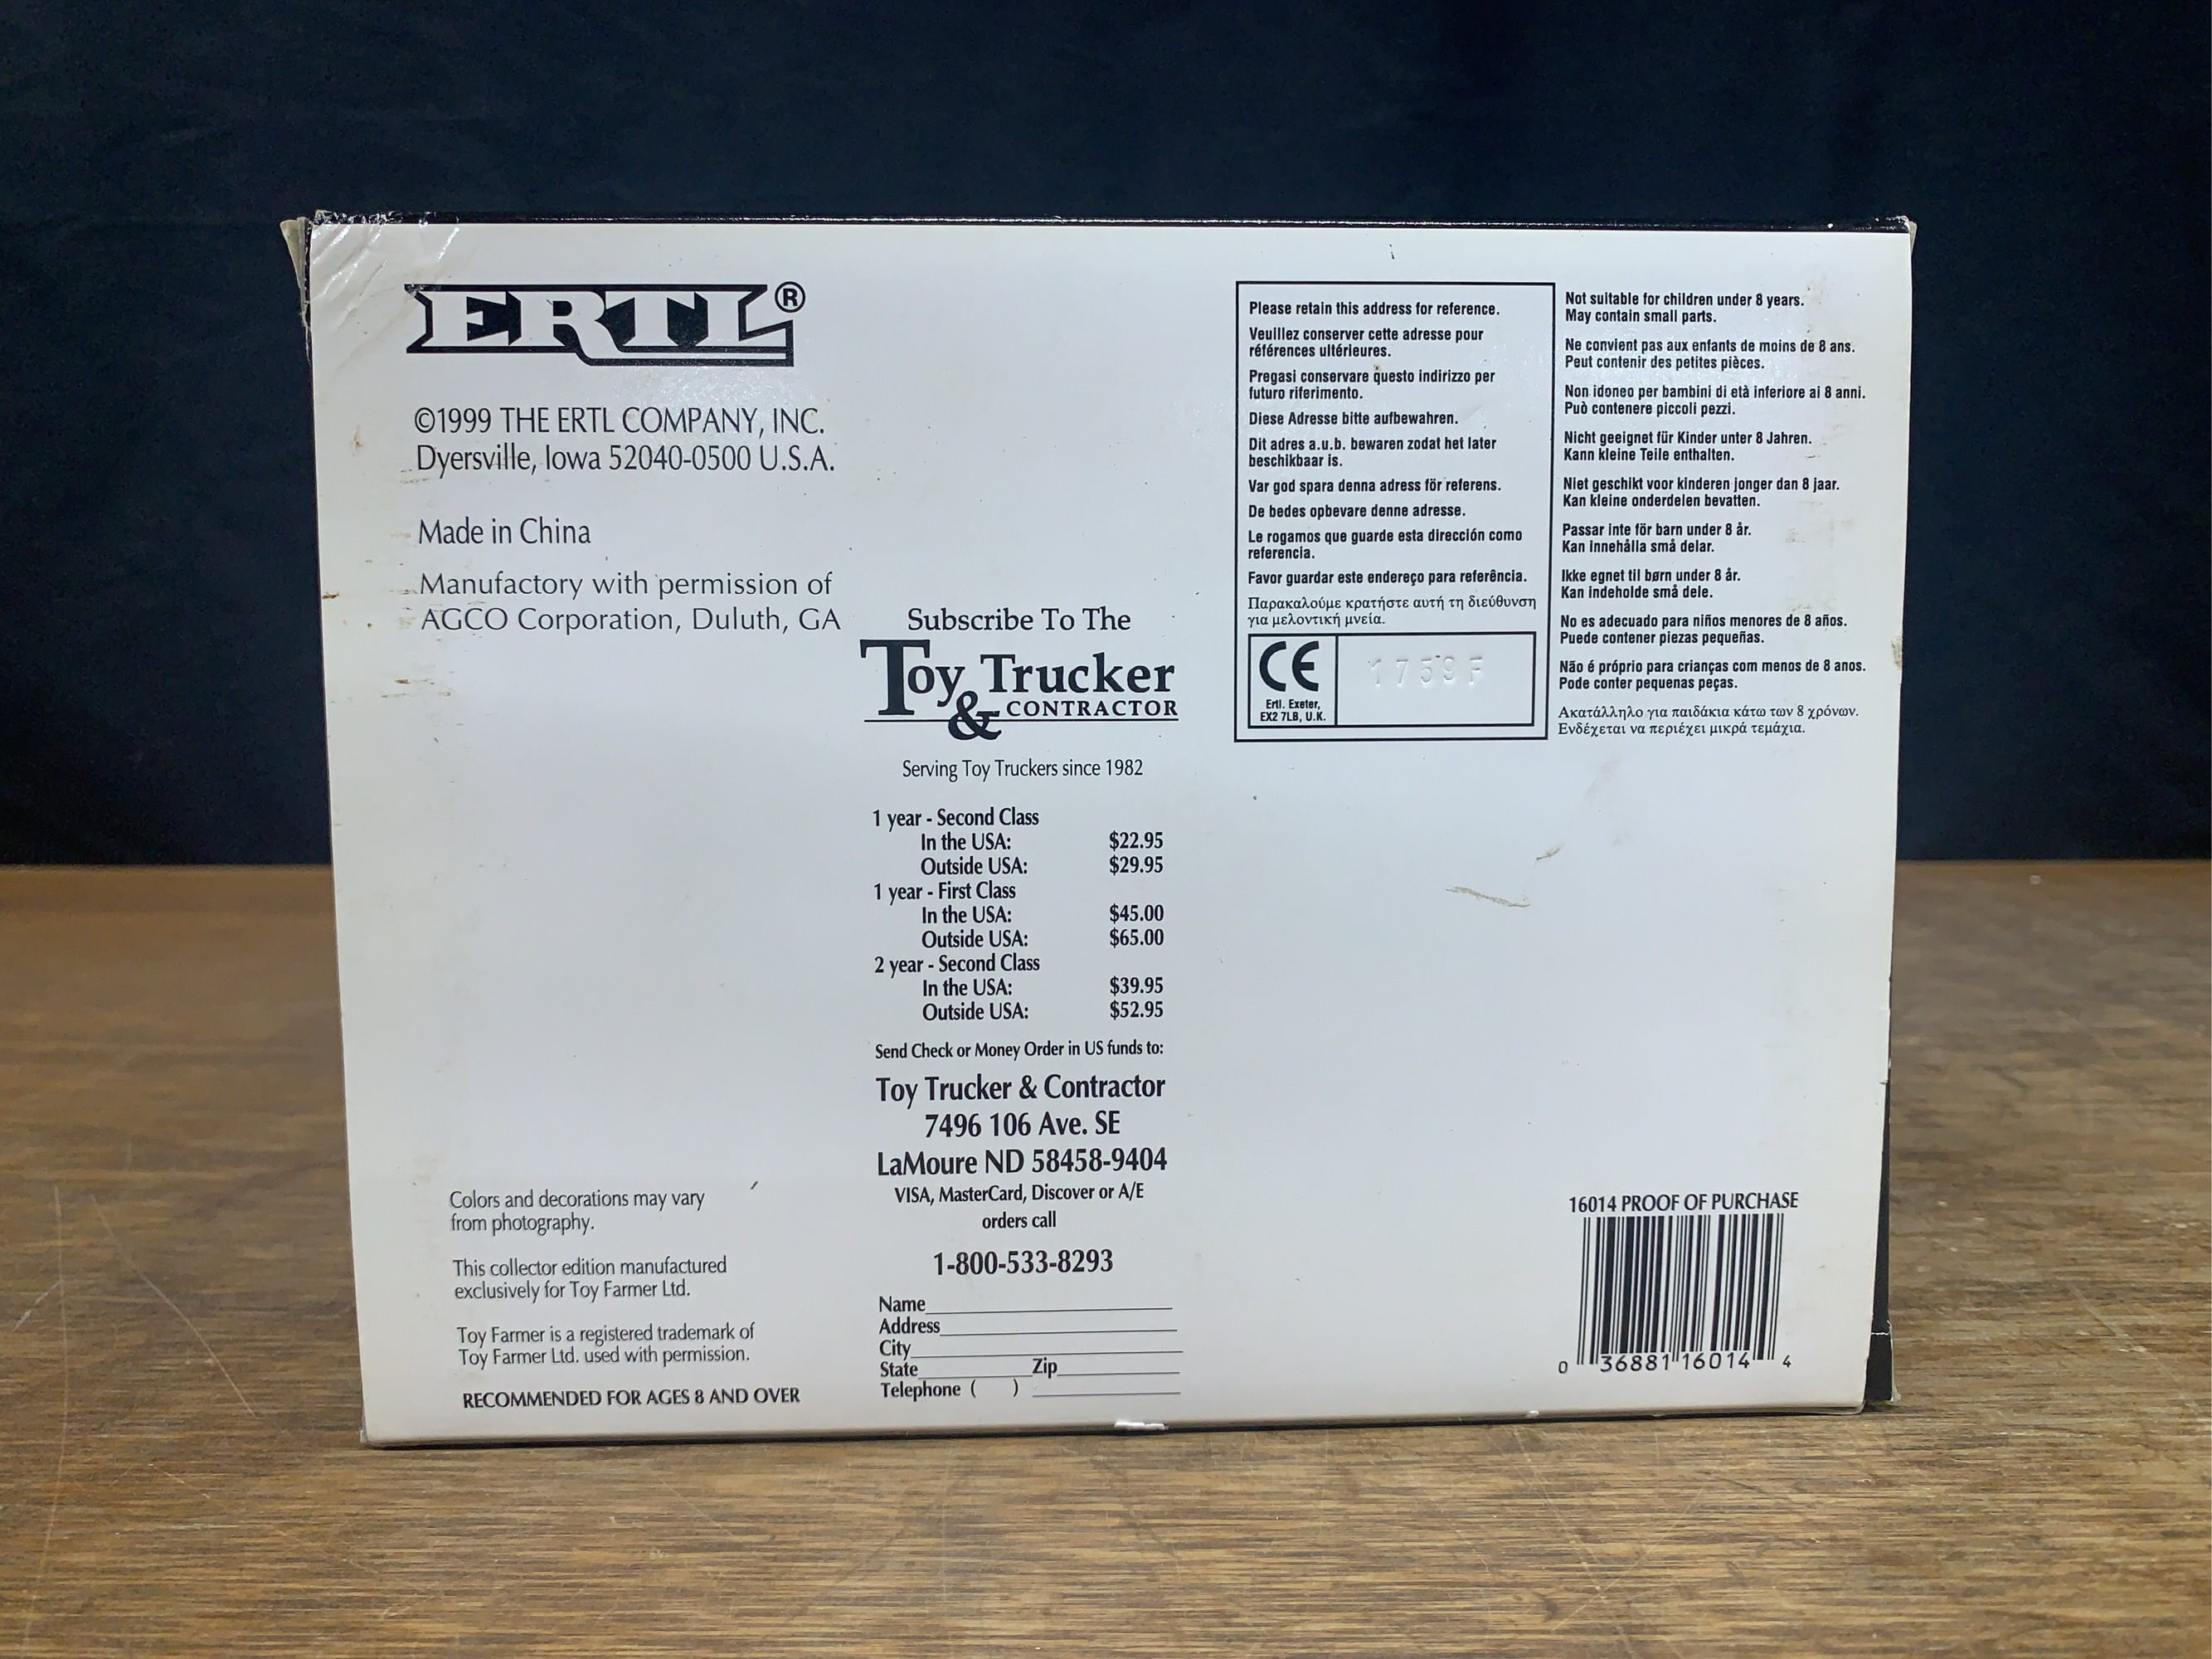 ERTL®
©1999 THE ERTL COMPANY, INC.
Dyersville, Iowa 52040-0500 U.S.A.
Made in China
Manufactory with permission of
AGCO Corporation, Duluth, GA
Colors and decorations may vary
from photography.
This collector edition manufactured
exclusively for Toy Farmer Ltd.
Toy Farmer is a registered trademark of
Toy Farmer Ltd. used with permission.
RECOMMENDED FOR AGES 8 AND OVER
Subscribe To The
Toy Trucker
& CONTRACTOR
Serving Toy Truckers since 1982
1 year - Second Class
In the USA: $22.95
Outside USA: $29.95
1 year - First Class
In the USA: $45.00
Outside USA: $65.00
2 year - Second Class
In the USA: $39.95
Outside USA: $52.95
Send Check or Money Order in US funds to:
Toy Trucker & Contractor
7496 106 Ave. SE
LaMoure ND 58458-9404
VISA, MasterCard, Discover or A/E
orders call
1-800-533-8293
Name
Address
City
State Zip
Telephone ( )
Please retain this address for reference.
Veuillez conserver cette adresse pour
références ultérieures.
Pregasi conservare questo indirizzo per
futuro riferimento.
Diese Adresse bitte aufbewahren.
Dit adres a.u.b. bewaren zodat het later
beschikbaar is.
Var god spara denna adress för referens.
De bedes opbevare denne adresse.
Le rogamos que guarde esta dirección como
referencia.
Favor guardar este endereço para referência.
Παρακαλούμε κρατήστε αυτή τη διεύθυνση
για μελοντική μνεία.
CE
Ertl. Exeter,
EX2 7LB, U.K.
1759F
Not suitable for children under 8 years.
May contain small parts.
Ne convient pas aux enfants de moins de 8 ans.
Peut contenir des petites pièces.
Non idoneo per bambini di età inferiore ai 8 anni.
Può contenere piccoli pezzi.
Nicht geeignet für Kinder unter 8 Jahren.
Kann kleine Teile enthalten.
Niet geschikt voor kinderen jonger dan 8 jaar.
Kan kleine onderdelen bevatten.
Passar inte för barn under 8 år.
Kan innehålla små delar.
Ikke egnet til børn under 8 år.
Kan indeholde små dele.
No es adecuado para niños menores de 8 años.
Puede contener piezas pequeñas.
Não é próprio para crianças com menos de 8 anos.
Pode conter pequenas peças.
Ακατάλληλο για παιδάκια κάτω των 8 χρόνων.
Ενδέχεται να περιέχει μικρά τεμάχια.
16014 PROOF OF PURCHASE
0 36881 16014 4